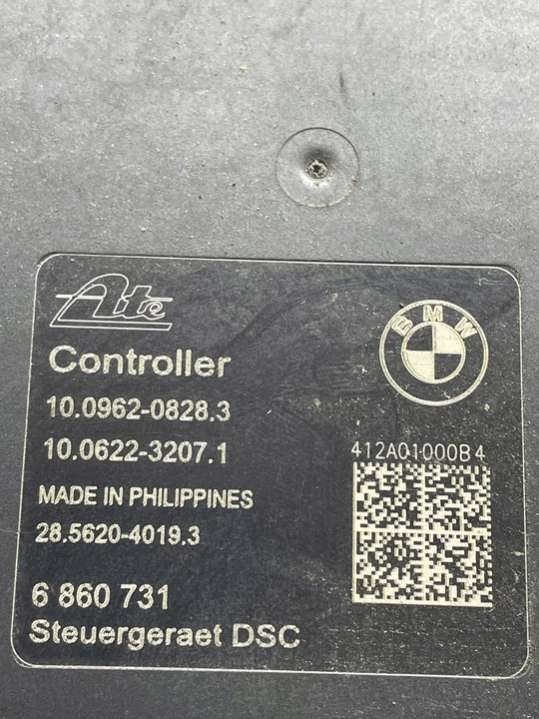 Ate
BMW
Controller
10.0962-0828.3
10.0622-3207.1
412A01000B4
MADE IN PHILIPPINES
28.5620-4019.3
6 860 731
Steuergeraet DSC